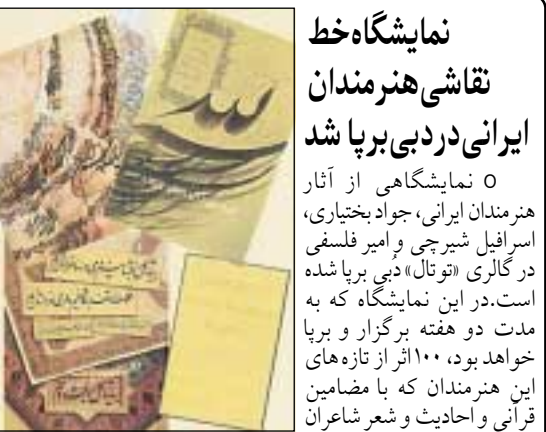 نمایشگاه‌خط
نقاشی‌هنرمندان
ایرانی‌دردبی‌برپا شد
o نمایشگاهی از آثار
هنرمندان ایرانی، جواد بختیاری،
اسرافیل شیرچی و امیر فلسفی
در گالری «توتال» دُبی برپا شده
است.در این نمایشگاه که به
مدت دو هفته برگزار و برپا
خواهد بود، ۱۰۰ اثر از تازه‌های
این هنرمندان که با مضامین
قرآنی و احادیث و شعر شاعران